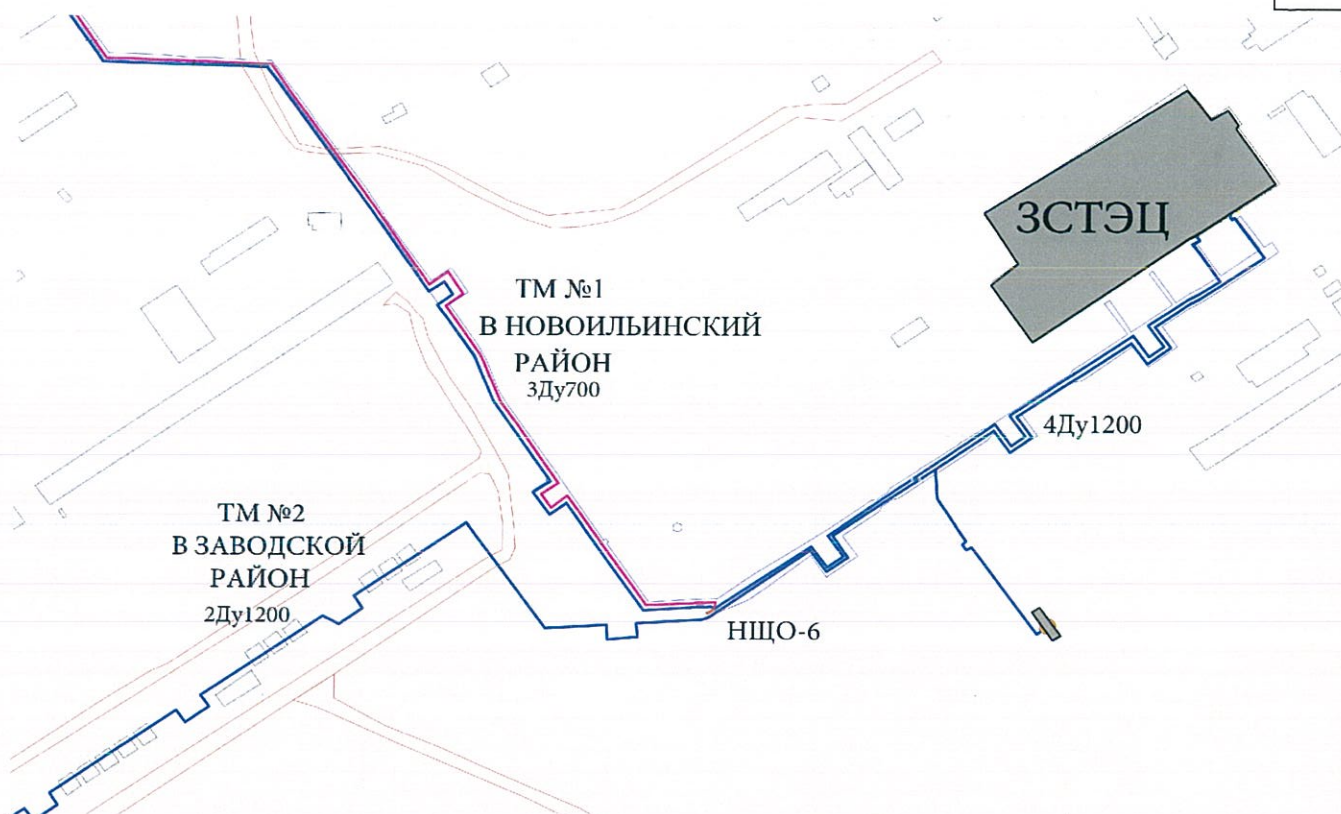 ЗСТЭЦ
ТМ №1
В НОВОИЛЬИНСКИЙ
РАЙОН
3Ду700
4Ду1200
ТМ №2
В ЗАВОДСКОЙ
РАЙОН
2Ду1200
НЩО-6